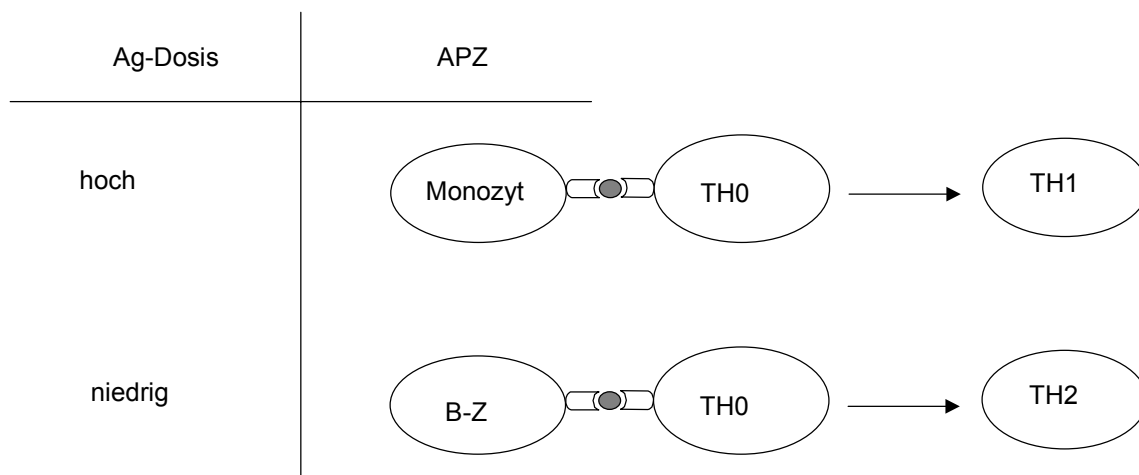 Ag-Dosis APZ
hoch Monozyt TH0 TH1
niedrig B-Z TH0 TH2